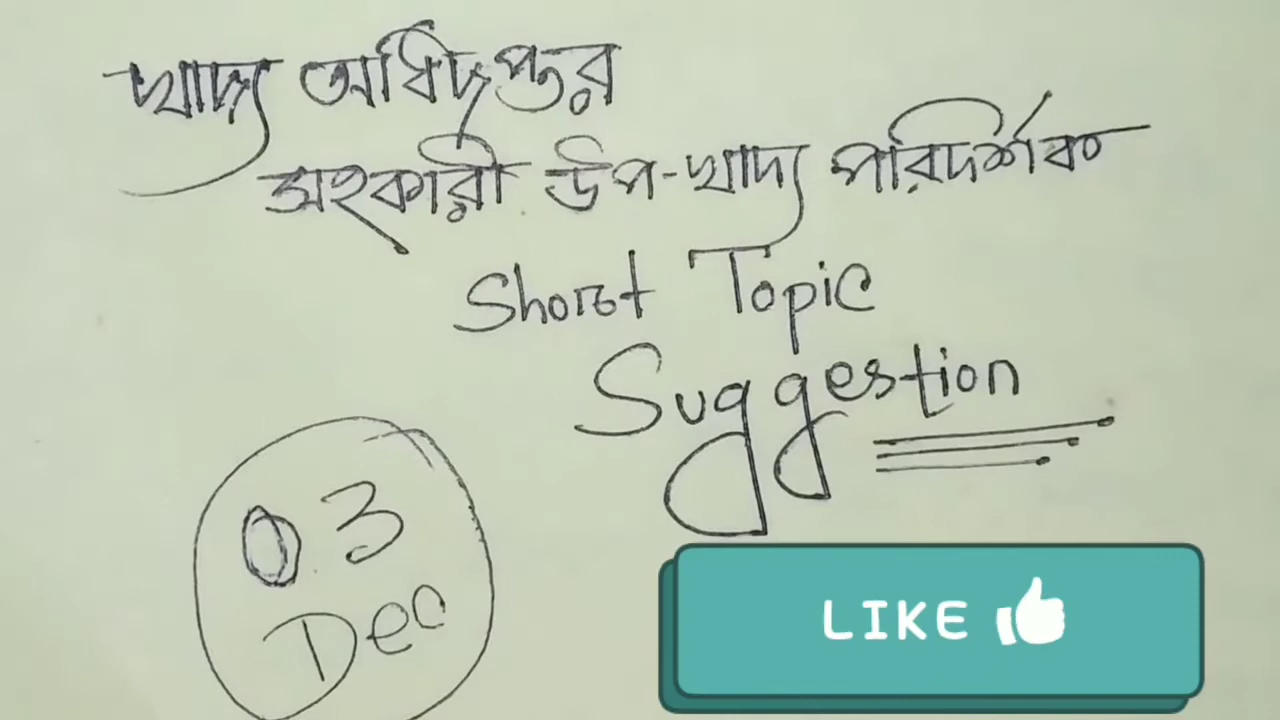 খাদ্য অধিদপ্তর
সহকারী উপ-খাদ্য পরিদর্শক
Short Topic
Suggestion
03
Dec
LIKE